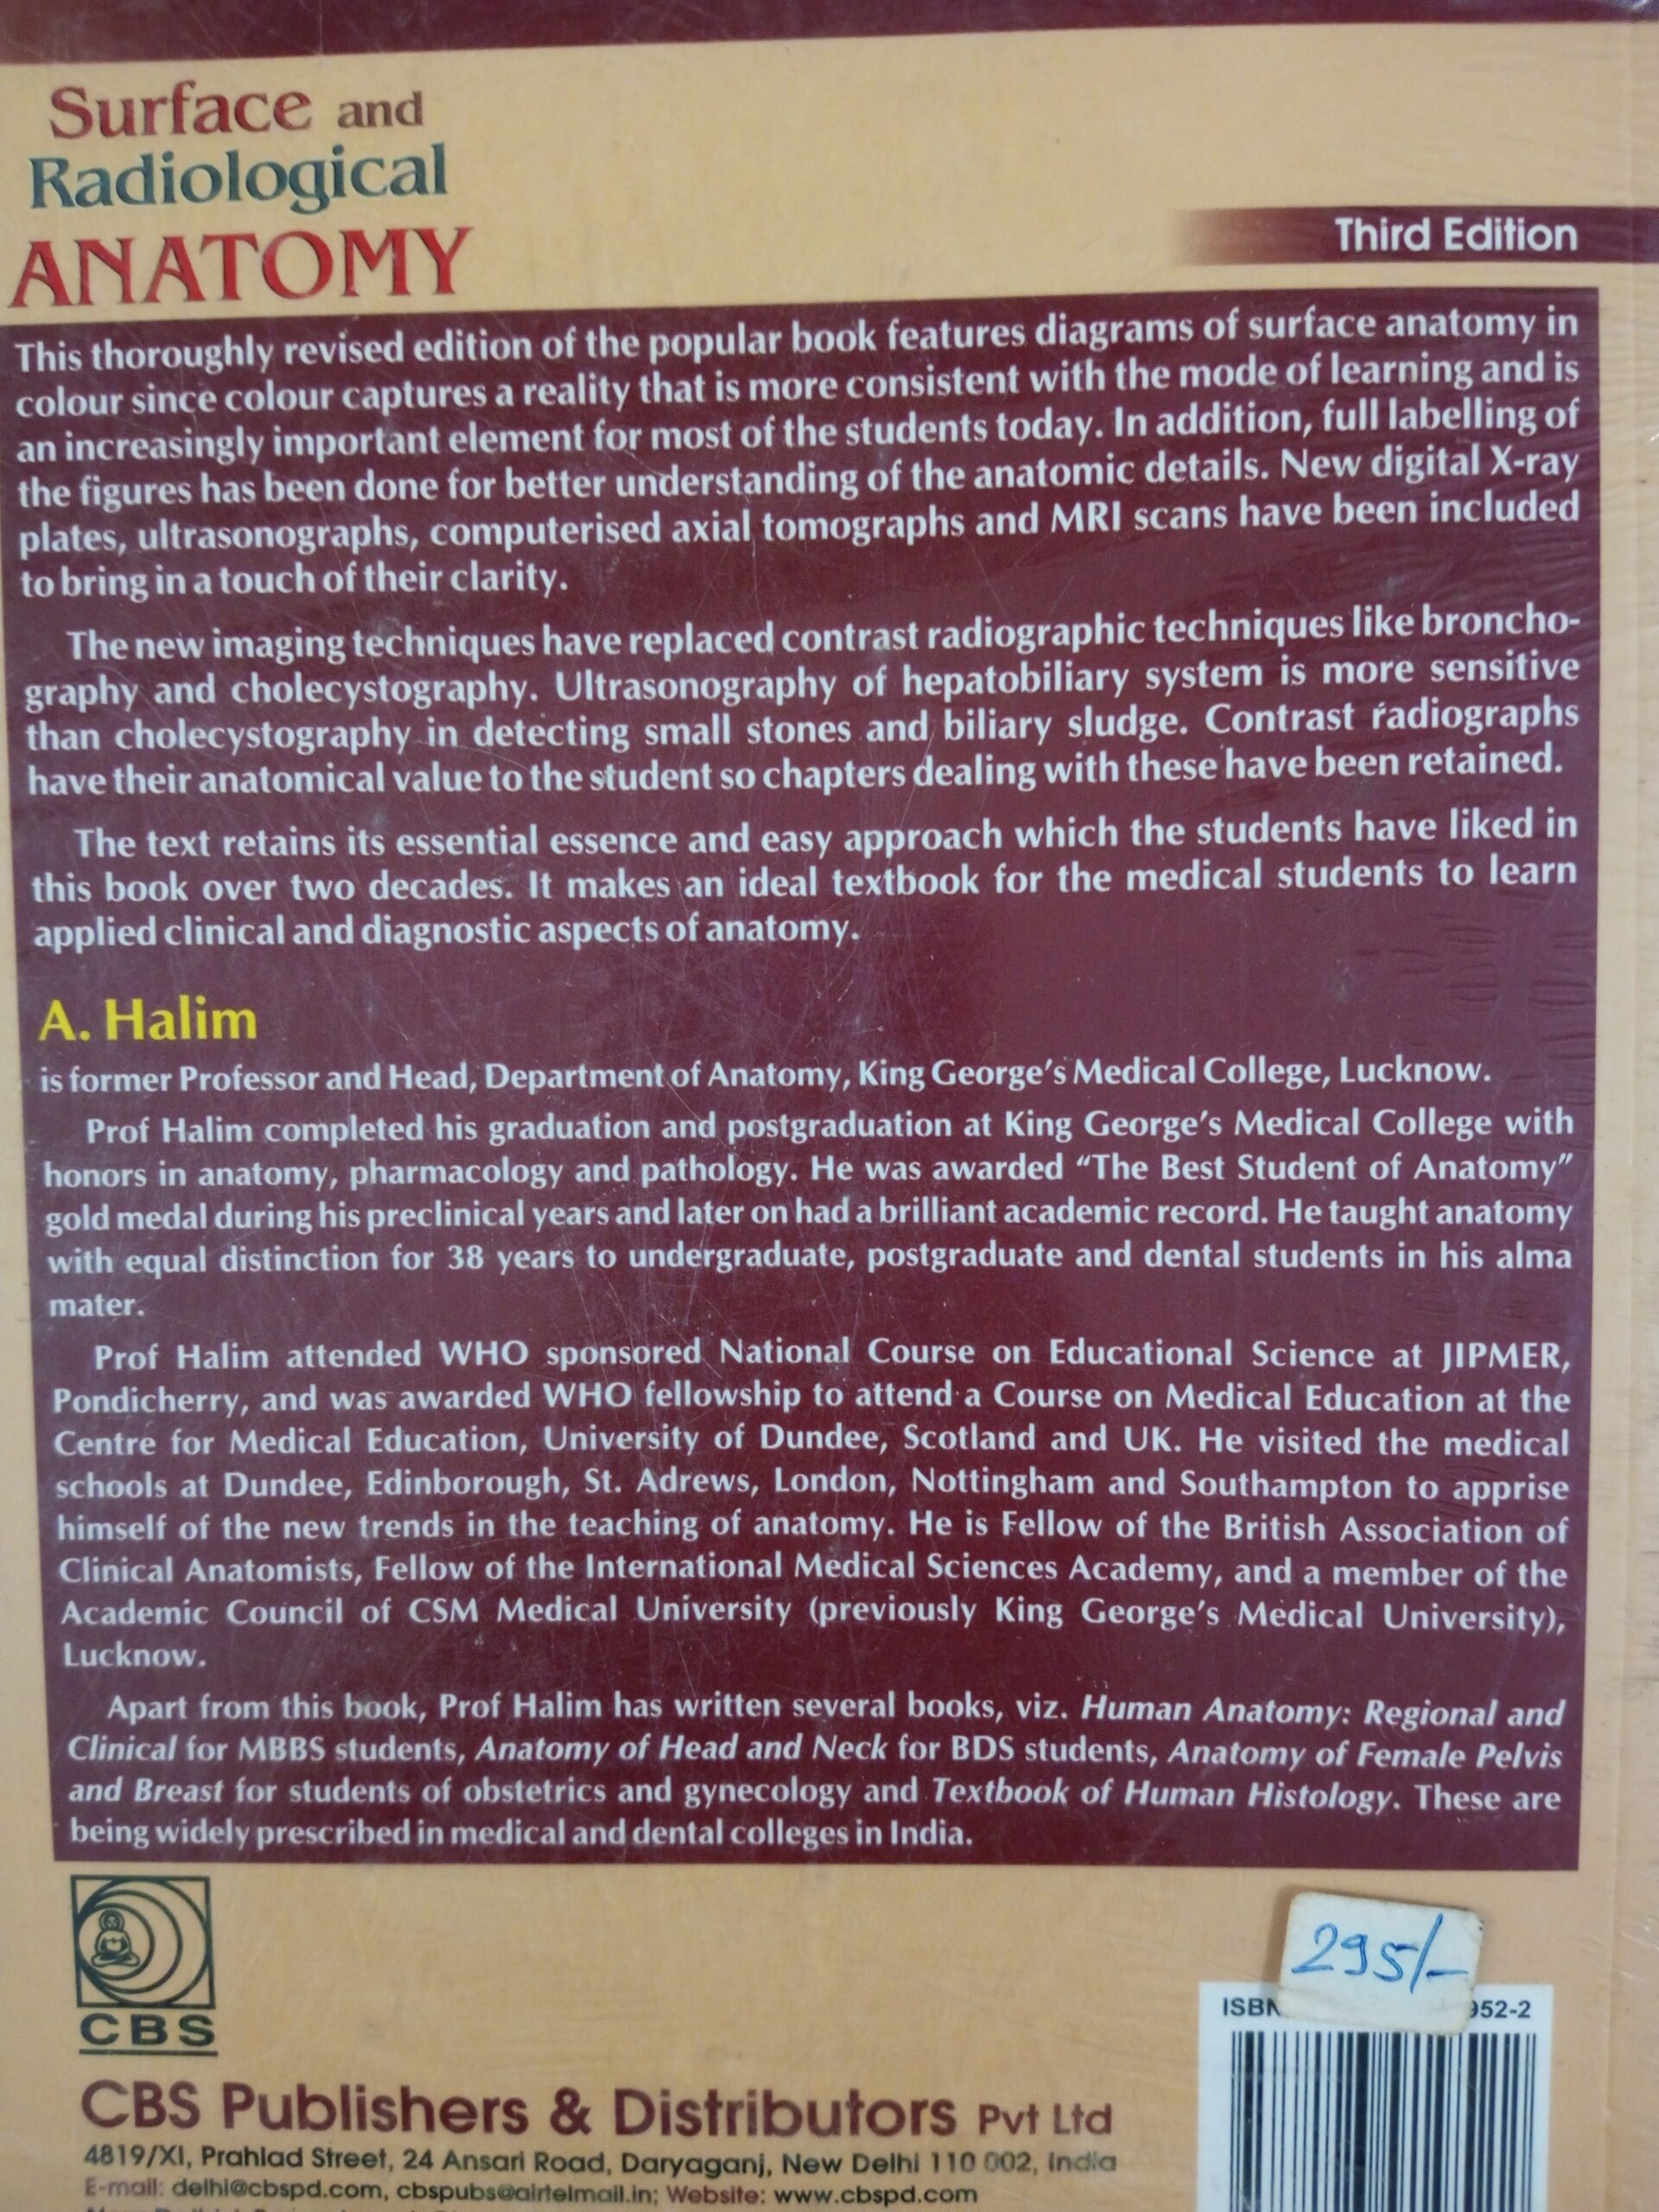 Surface and
Radiological
ANATOMY
Third Edition
This thoroughly revised edition of the popular book features diagrams of surface anatomy in
colour since colour captures a reality that is more consistent with the mode of learning and is
an increasingly important element for most of the students today. In addition, full labelling of
the figures has been done for better understanding of the anatomic details. New digital X-ray
plates, ultrasonographs, computerised axial tomographs and MRI scans have been included
to bring in a touch of their clarity.
The new imaging techniques have replaced contrast radiographic techniques like broncho-
graphy and cholecystography. Ultrasonography of hepatobiliary system is more sensitive
than cholecystography in detecting small stones and biliary sludge. Contrast radiographs
have their anatomical value to the student so chapters dealing with these have been retained.
The text retains its essential essence and easy approach which the students have liked in
this book over two decades. It makes an ideal textbook for the medical students to learn
applied clinical and diagnostic aspects of anatomy.
A. Halim
is former Professor and Head, Department of Anatomy, King George's Medical College, Lucknow.
Prof Halim completed his graduation and postgraduation at King George's Medical College with
honors in anatomy, pharmacology and pathology. He was awarded “The Best Student of Anatomy”
gold medal during his preclinical years and later on had a brilliant academic record. He taught anatomy
with equal distinction for 38 years to undergraduate, postgraduate and dental students in his alma
mater.
Prof Halim attended WHO sponsored National Course on Educational Science at JIPMER,
Pondicherry, and was awarded WHO fellowship to attend a Course on Medical Education at the
Centre for Medical Education, University of Dundee, Scotland and UK. He visited the medical
schools at Dundee, Edinborough, St. Adrews, London, Nottingham and Southampton to apprise
himself of the new trends in the teaching of anatomy. He is Fellow of the British Association of
Clinical Anatomists, Fellow of the International Medical Sciences Academy, and a member of the
Academic Council of CSM Medical University (previously King George's Medical University),
Lucknow.
Apart from this book, Prof Halim has written several books, viz. Human Anatomy: Regional and
Clinical for MBBS students, Anatomy of Head and Neck for BDS students, Anatomy of Female Pelvis
and Breast for students of obstetrics and gynecology and Textbook of Human Histology. These are
being widely prescribed in medical and dental colleges in India.
295/-
ISBN 952-2
CBS
CBS Publishers & Distributors Pvt Ltd
4819/XI, Prahlad Street, 24 Ansari Road, Daryaganj, New Delhi 110 002, India
E-mail: delhi@cbspd.com, cbspubs@airtelmail.in; Website: www.cbspd.com